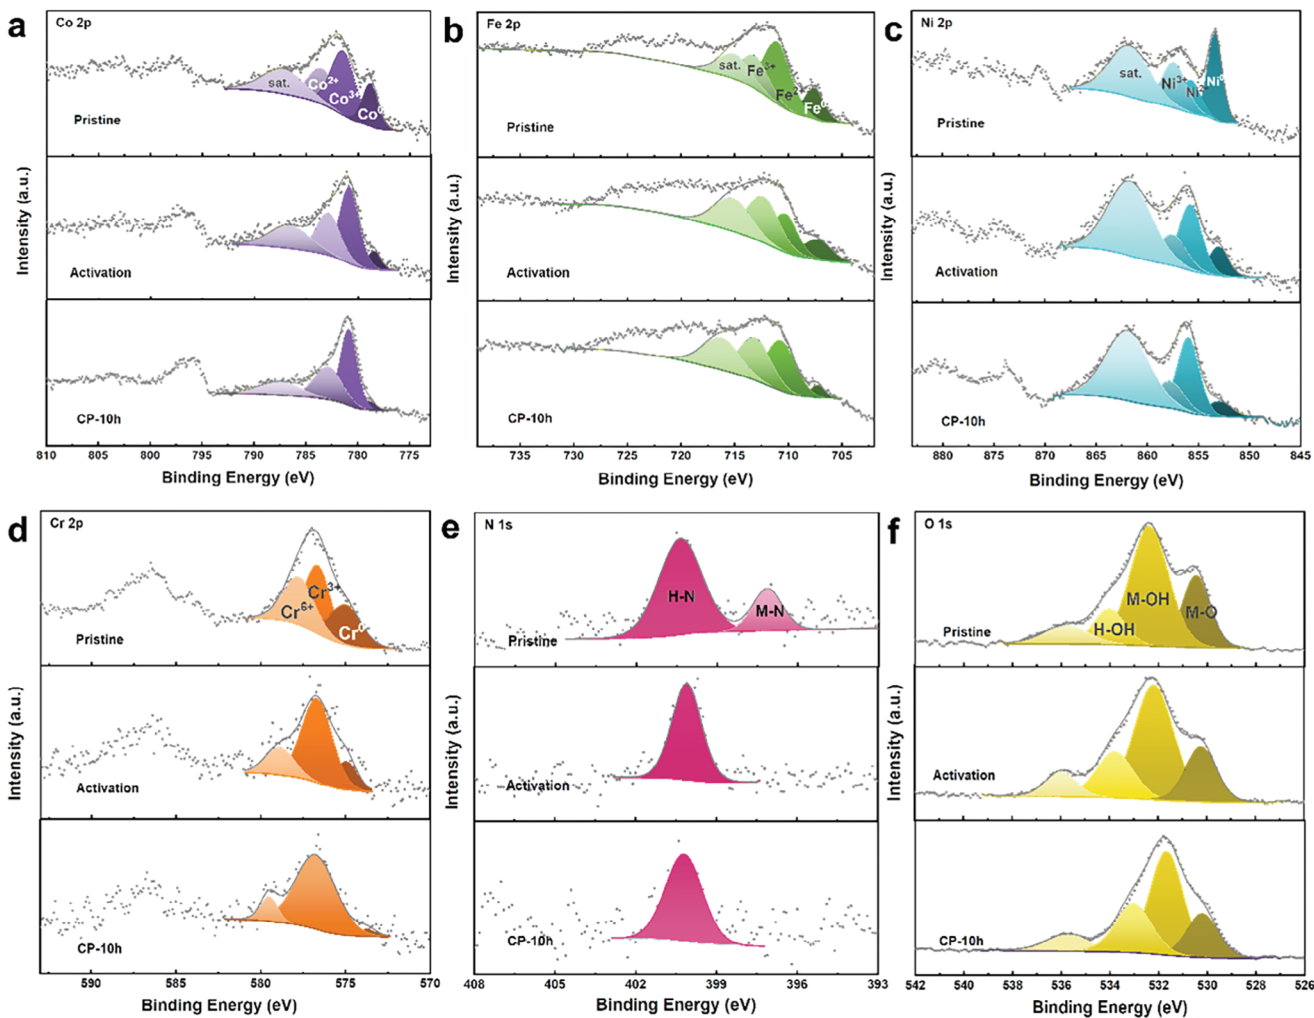 a
Co 2p
sat.
Co2+
Co3+
Co0
Pristine
Activation
CP-10h
Intensity (a.u.)
810 805 800 795 790 785 780 775
Binding Energy (eV)
b
Fe 2p
sat.
Fe3+
Fe2
Fe0
Pristine
Activation
CP-10h
Intensity (a.u.)
735 730 725 720 715 710 705
Binding Energy (eV)
c
Ni 2p
sat.
Ni3+
Ni2+
Ni0
Pristine
Activation
CP-10h
Intensity (a.u.)
880 875 870 865 860 855 850 845
Binding Energy (eV)
d
Cr 2p
Cr6+
Cr3+
Cr0
Pristine
Activation
CP-10h
Intensity (a.u.)
590 585 580 575 570
Binding Energy (eV)
e
N 1s
H-N
M-N
Pristine
Activation
CP-10h
Intensity (a.u.)
408 405 402 399 396 393
Binding Energy (eV)
f
O 1s
M-OH
M-O
H-OH
Pristine
Activation
CP-10h
Intensity (a.u.)
542 540 538 536 534 532 530 528 526
Binding Energy (eV)